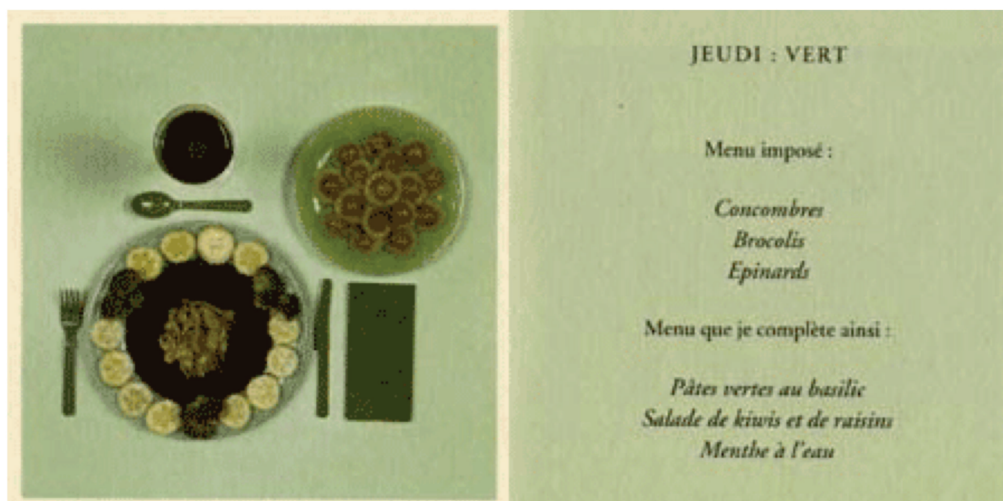 JEUDI : VERT
Menu imposé :
Concombres
Brocolis
Epinards
Menu que je complète ainsi :
Pâtes vertes au basilic
Salade de kiwis et de raisins
Menthe à l'eau